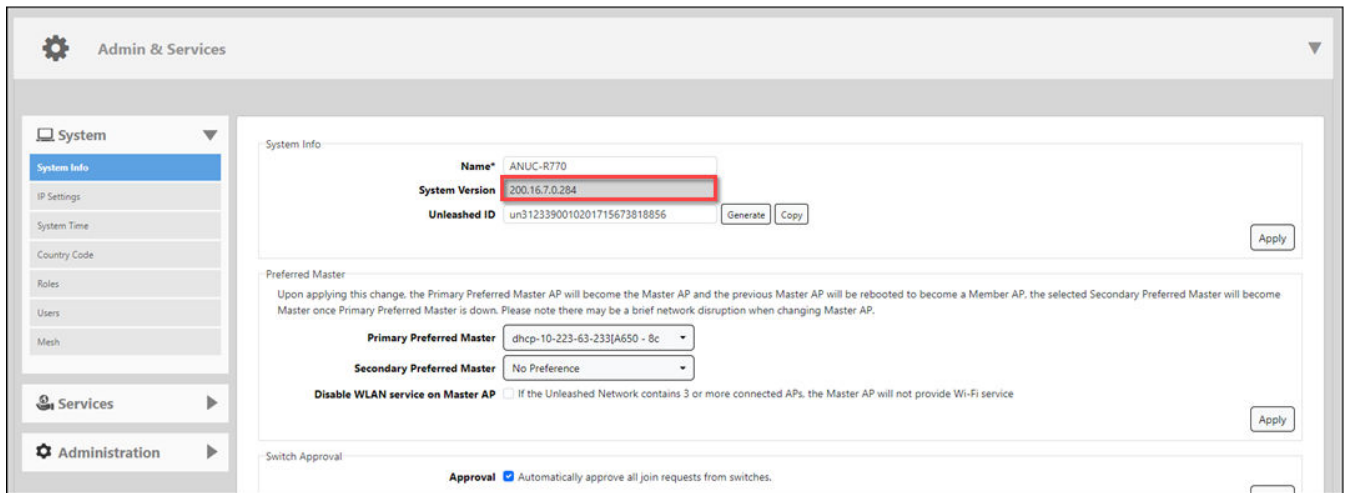 Admin & Services
System
System Info
IP Settings
System Time
Country Code
Roles
Users
Mesh
Services
Administration
System Info
Name* ANUC-R770
System Version 200.16.7.0.284
Unleashed ID un3123390010201715673818856 Generate Copy
Apply
Preferred Master
Upon applying this change, the Primary Preferred Master AP will become the Master AP and the previous Master AP will be rebooted to become a Member AP, the selected Secondary Preferred Master will become
Master once Primary Preferred Master is down. Please note there may be a brief network disruption when changing Master AP.
Primary Preferred Master dhcp-10-223-63-233[A650 - 8c
Secondary Preferred Master No Preference
Disable WLAN service on Master AP If the Unleashed Network contains 3 or more connected APs, the Master AP will not provide Wi-Fi service
Apply
Switch Approval
Approval Automatically approve all join requests from switches.